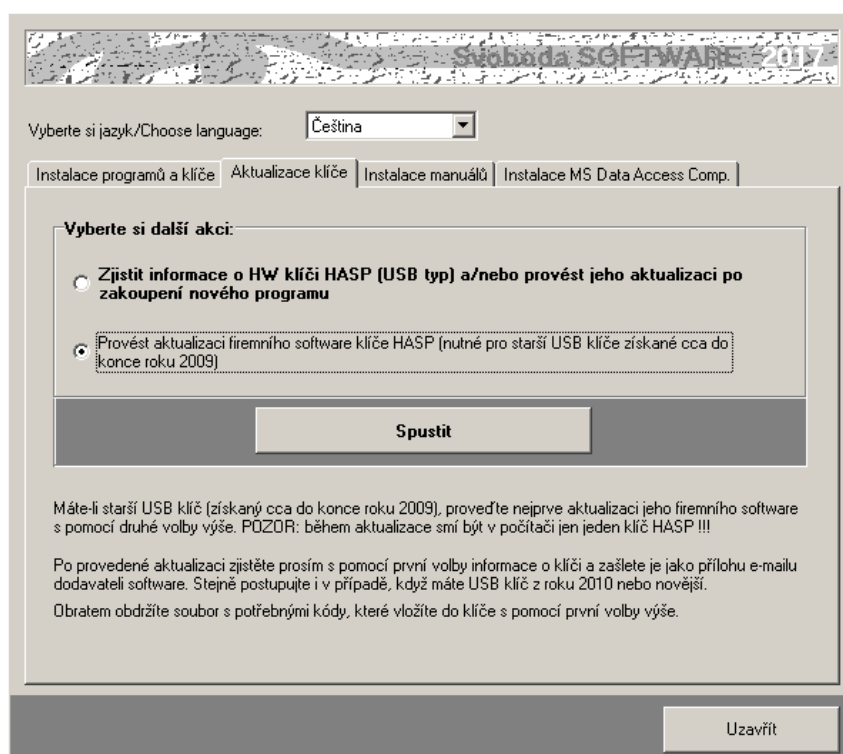 Svoboda SOFTWARE 2017
Vyberte si jazyk/Choose language:
Čeština
Instalace programů a klíče
Aktualizace klíče
Instalace manuálů
Instalace MS Data Access Comp.
Vyberte si další akci:
Zjistit informace o HW klíči HASP (USB typ) a/nebo provést jeho aktualizaci po
zakoupení nového programu
Provést aktualizaci firemního software klíče HASP (nutné pro starší USB klíče získané cca do
konce roku 2009)
Spustit
Máte-li starší USB klíč (získaný cca do konce roku 2009), proveďte nejprve aktualizaci jeho firemního software
s pomocí druhé volby výše. POZOR: během aktualizace smí být v počítači jen jeden klíč HASP !!!
Po provedené aktualizaci zjistěte prosím s pomocí první volby informace o klíči a zašlete je jako přílohu e-mailu
dodavateli software. Stejně postupujte i v případě, když máte USB klíč z roku 2010 nebo novější.
Obratem obdržíte soubor s potřebnými kódy, které vložíte do klíče s pomocí první volby výše.
Uzavřít